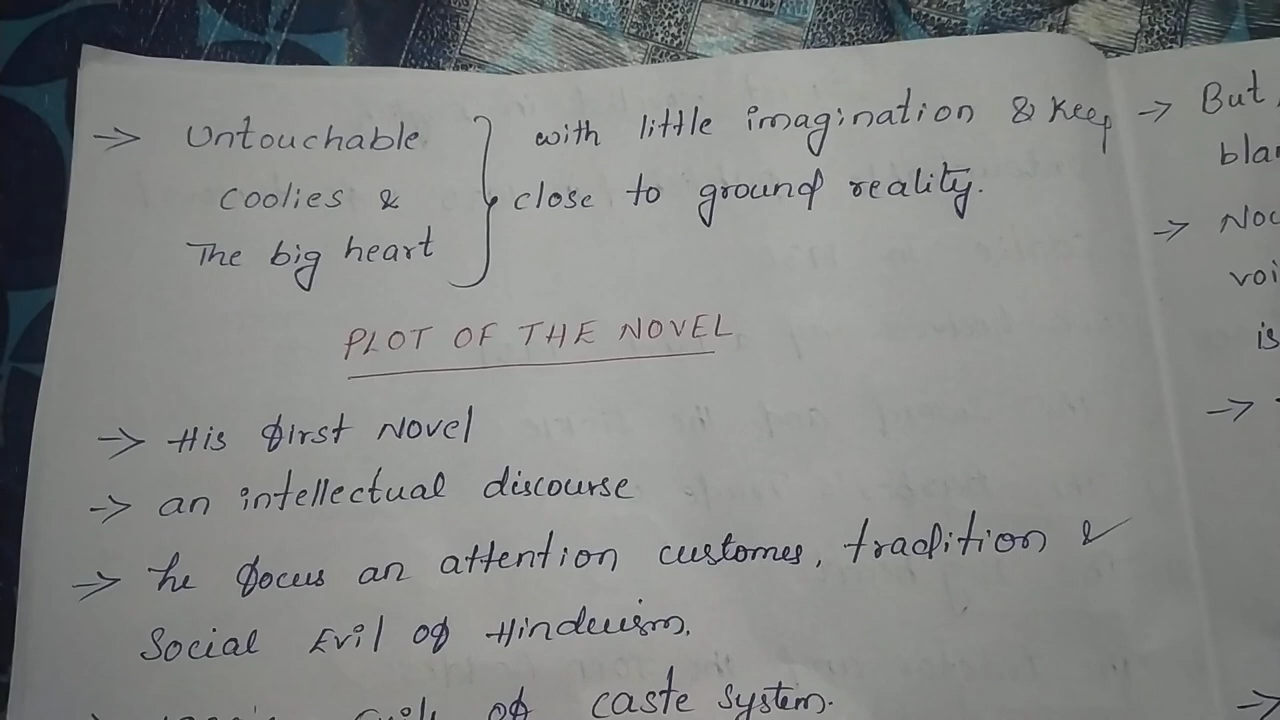 → Untouchable
coolies &
The big heart
with little imagination & keep
close to ground reality.
PLOT OF THE NOVEL
→ His first Novel
→ an intellectual discourse
→ he focus an attention customes, tradition &
Social Evil of Hinduism.
of caste system.
→ But,
→
is
→
→